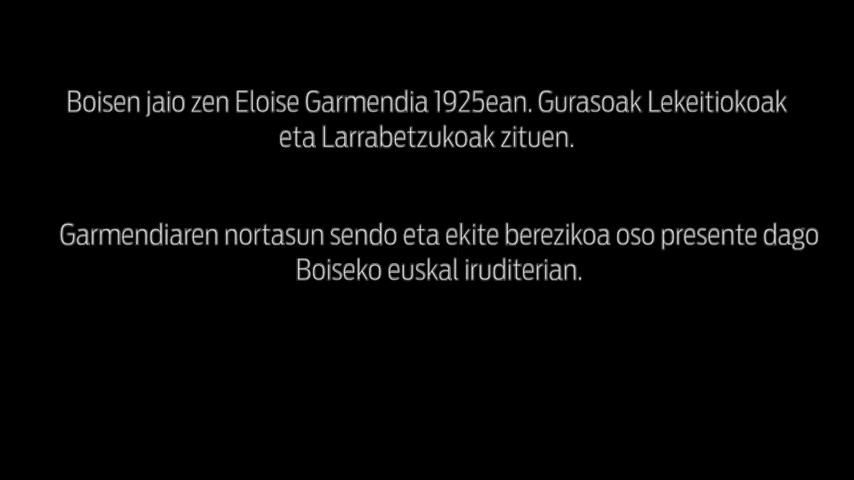 Boisen jaio zen Eloise Garmendia 1925ean. Gurasoak Lekeitiokoak
eta Larrabetzukoak zituen.
Garmendiaren nortasun sendo eta ekite berezikoa oso presente dago
Boiseko euskal iruditerian.